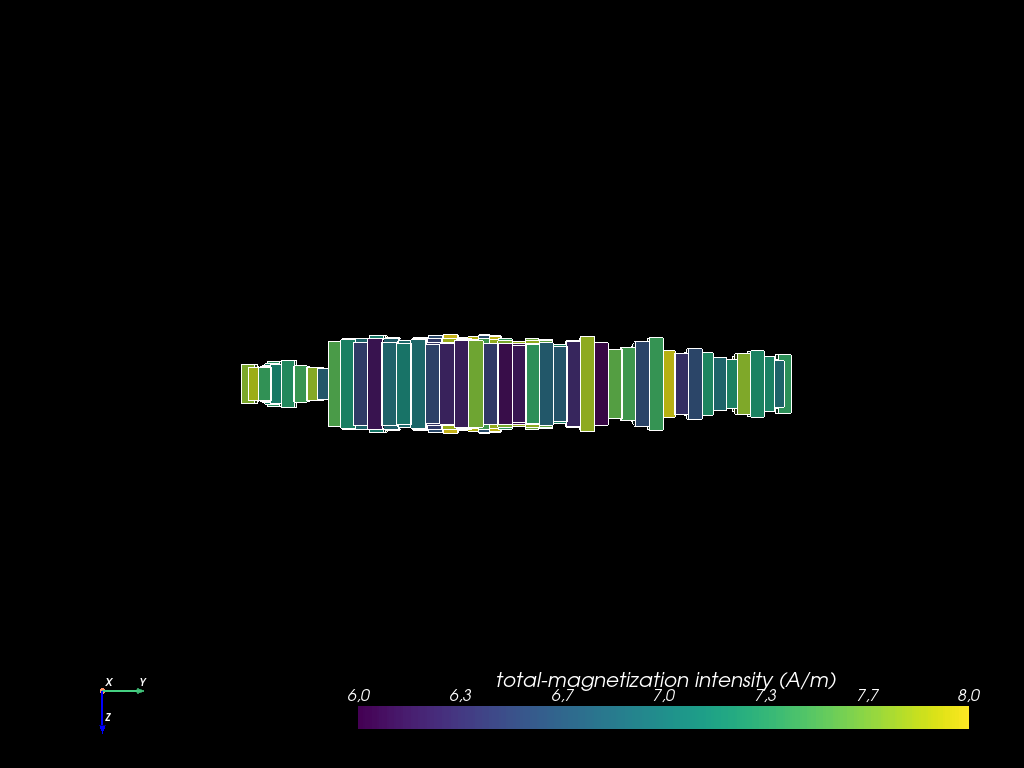 X Y
Z
total-magnetization intensity (A/m)
6,0 6,3 6,7 7,0 7,3 7,7 8,0